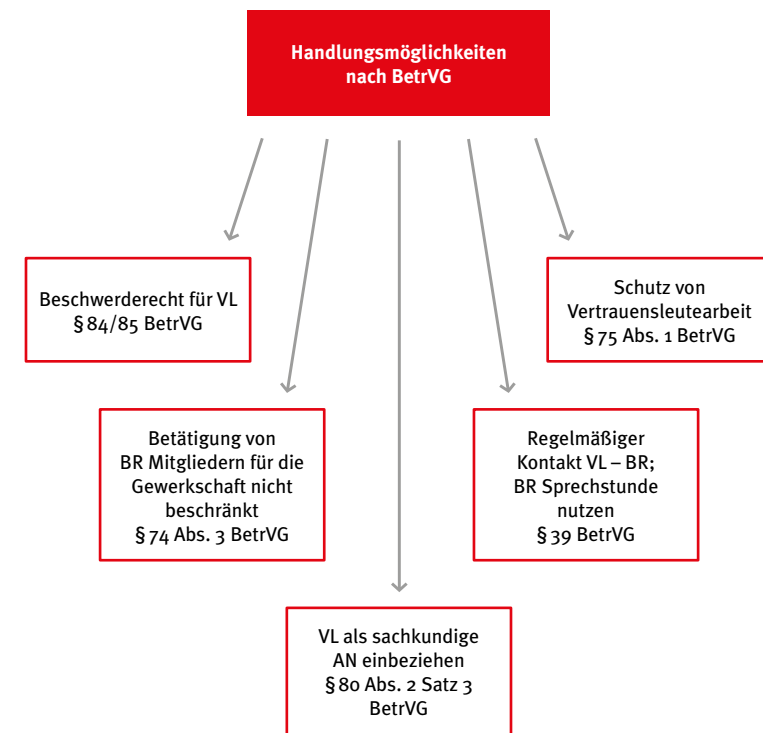 Handlungsmöglichkeiten
nach BetrVG
Beschwerderecht für VL
§ 84/85 BetrVG
Schutz von
Vertrauensleutearbeit
§ 75 Abs. 1 BetrVG
Betätigung von
BR Mitgliedern für die
Gewerkschaft nicht
beschränkt
§ 74 Abs. 3 BetrVG
Regelmäßiger
Kontakt VL – BR;
BR Sprechstunde
nutzen
§ 39 BetrVG
VL als sachkundige
AN einbeziehen
§ 80 Abs. 2 Satz 3
BetrVG